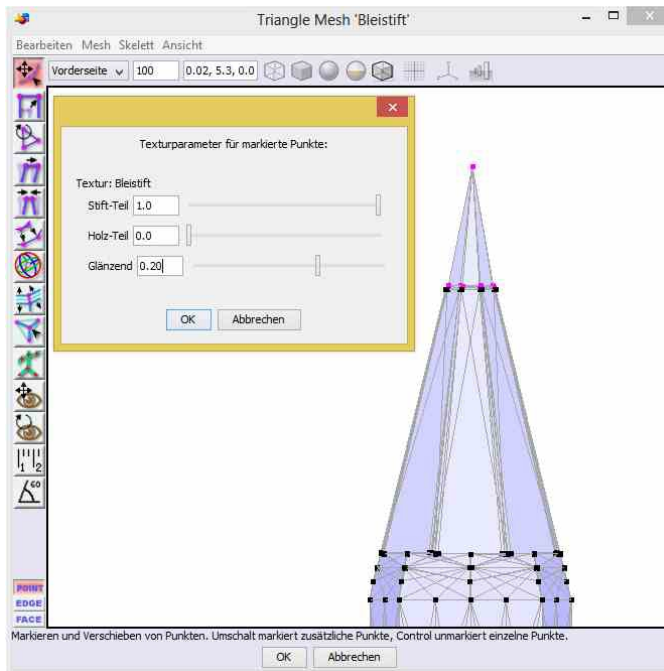 Triangle Mesh 'Bleistift'
Bearbeiten Mesh Skelett Ansicht
Vorderseite 100 0.02, 5.3, 0.0
Texturparameter für markierte Punkte:
Textur: Bleistift
Stift-Teil 1.0
Holz-Teil 0.0
Glänzend 0.20
OK Abbrechen
POINT
EDGE
FACE
Markieren und Verschieben von Punkten. Umschalt markiert zusätzliche Punkte, Control unmarkiert einzelne Punkte.
OK Abbrechen